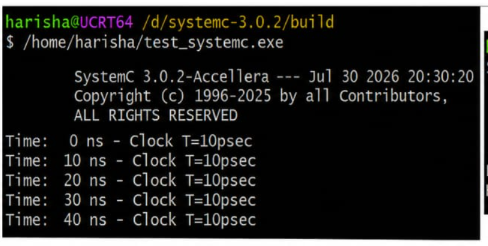 harisha@UCRT64 /d/systemc-3.0.2/build
$ /home/harisha/test_systemc.exe
SystemC 3.0.2-Accellera --- Jul 30 2026 20:30:20
Copyright (c) 1996-2025 by all Contributors,
ALL RIGHTS RESERVED
Time:  0 ns - Clock T=10psec
Time: 10 ns - Clock T=10psec
Time: 20 ns - Clock T=10psec
Time: 30 ns - Clock T=10psec
Time: 40 ns - Clock T=10psec